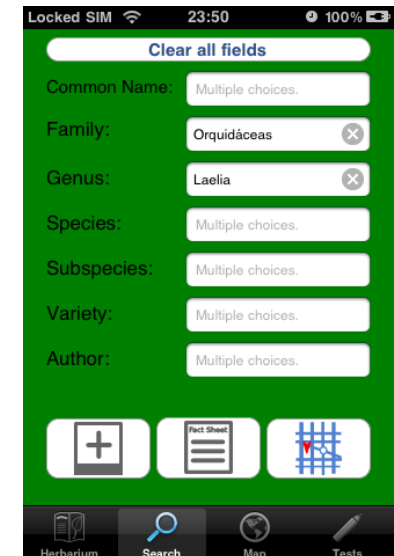 Locked SIM 23:50 100%
Clear all fields
Common Name: Multiple choices.
Family: Orquidáceas
Genus: Laelia
Species: Multiple choices.
Subspecies: Multiple choices.
Variety: Multiple choices.
Author: Multiple choices.
Fact Sheet
Herbarium Search Map Tests